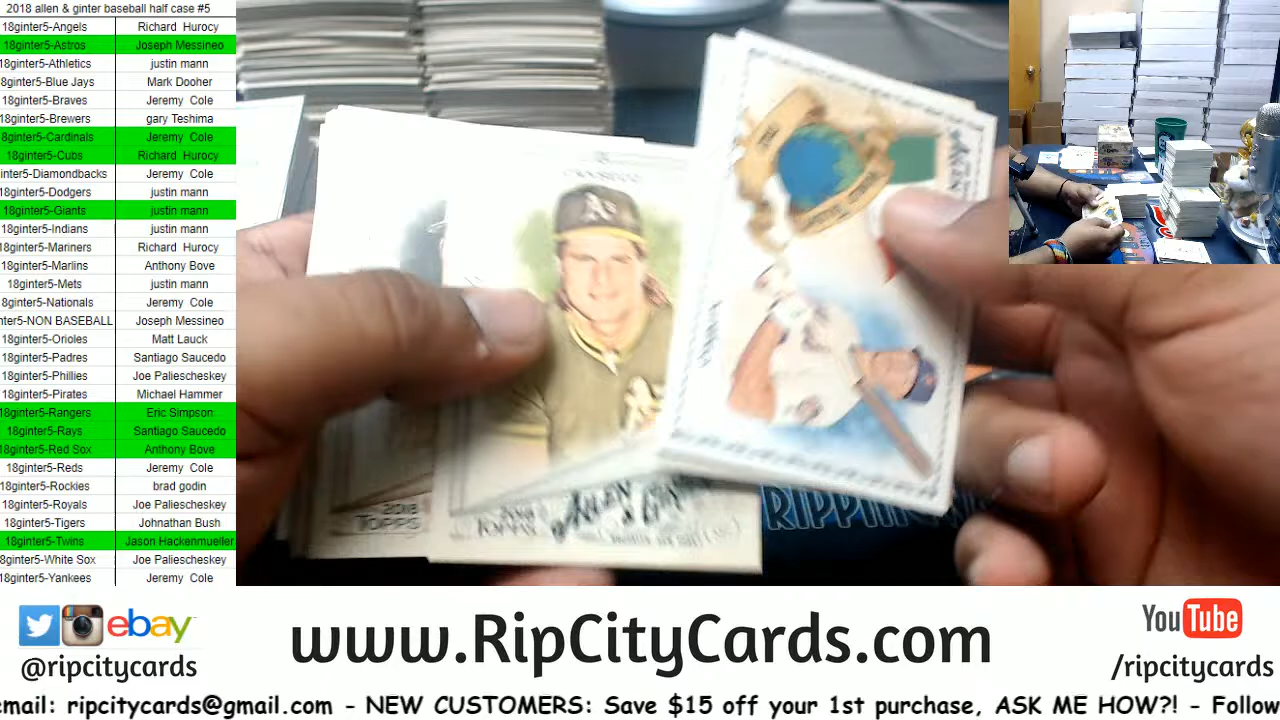 2018 allen & ginter baseball half case #5
18ginter5-Angels Richard Hurocy
18ginter5-Astros Joseph Messineo
18ginter5-Athletics justin mann
8ginter5-Blue Jays Mark Dooher
18ginter5-Braves Jeremy Cole
18ginter5-Brewers gary Teshima
8ginter5-Cardinals Jeremy Cole
18ginter5-Cubs Richard Hurocy
inter5-Diamondbacks Jeremy Cole
18ginter5-Dodgers justin mann
18ginter5-Giants justin mann
18ginter5-Indians justin mann
18ginter5-Mariners Richard Hurocy
18ginter5-Marlins Anthony Bove
18ginter5-Mets justin mann
8ginter5-Nationals Jeremy Cole
nter5-NON BASEBALL Joseph Messineo
18ginter5-Orioles Matt Lauck
18ginter5-Padres Santiago Saucedo
18ginter5-Phillies Joe Paliescheskey
18ginter5-Pirates Michael Hammer
18ginter5-Rangers Eric Simpson
18ginter5-Rays Santiago Saucedo
18ginter5-Red Sox Anthony Bove
18ginter5-Reds Jeremy Cole
18ginter5-Rockies brad godin
18ginter5-Royals Joe Paliescheskey
18ginter5-Tigers Johnathan Bush
18ginter5-Twins Jason Hackenmueller
8ginter5-White Sox Joe Paliescheskey
18ginter5-Yankees Jeremy Cole
A's
2018
TOPPS
2018
TOPPS
ALLEN & GIN
RIPPIN
ebay
@ripcitycards
www.RipCityCards.com
YouTube
/ripcitycards
email: ripcitycards@gmail.com - NEW CUSTOMERS: Save $15 off your 1st purchase, ASK ME HOW?! - Follow